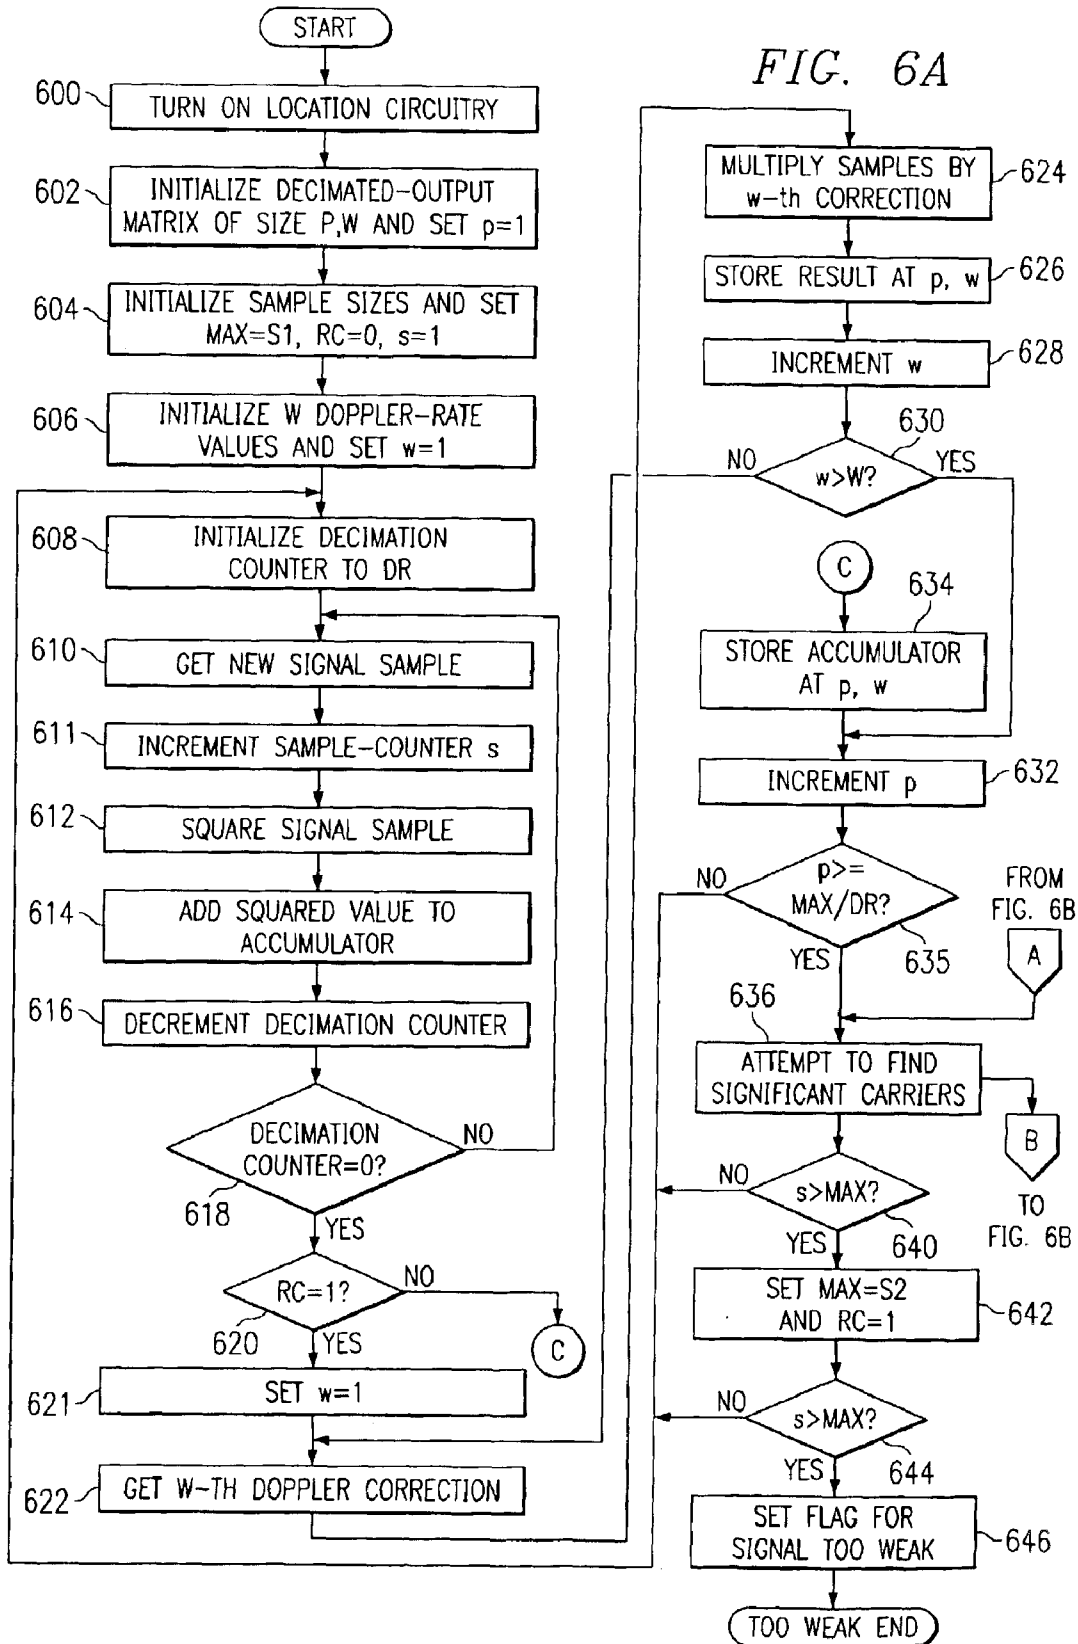 START
FIG. 6A
600
TURN ON LOCATION CIRCUITRY
602
INITIALIZE DECIMATED-OUTPUT
MATRIX OF SIZE P,W AND SET p=1
604
INITIALIZE SAMPLE SIZES AND SET
MAX=S1, RC=0, s=1
606
INITIALIZE W DOPPLER-RATE
VALUES AND SET w=1
608
INITIALIZE DECIMATION
COUNTER TO DR
610
GET NEW SIGNAL SAMPLE
611
INCREMENT SAMPLE-COUNTER s
612
SQUARE SIGNAL SAMPLE
614
ADD SQUARED VALUE TO
ACCUMULATOR
616
DECREMENT DECIMATION COUNTER
DECIMATION
COUNTER=0?
NO
618
YES
RC=1?
NO
620
YES
C
621
SET w=1
622
GET W-TH DOPPLER CORRECTION
MULTIPLY SAMPLES BY
w-th CORRECTION
624
STORE RESULT AT p, w
626
INCREMENT w
628
630
NO
w>W?
YES
C
634
STORE ACCUMULATOR
AT p, w
INCREMENT p
632
NO
p>=
MAX/DR?
YES
635
FROM
FIG. 6B
A
636
ATTEMPT TO FIND
SIGNIFICANT CARRIERS
B
TO
FIG. 6B
NO
s>MAX?
YES
640
SET MAX=S2
AND RC=1
642
NO
s>MAX?
YES
644
SET FLAG FOR
SIGNAL TOO WEAK
646
TOO WEAK END